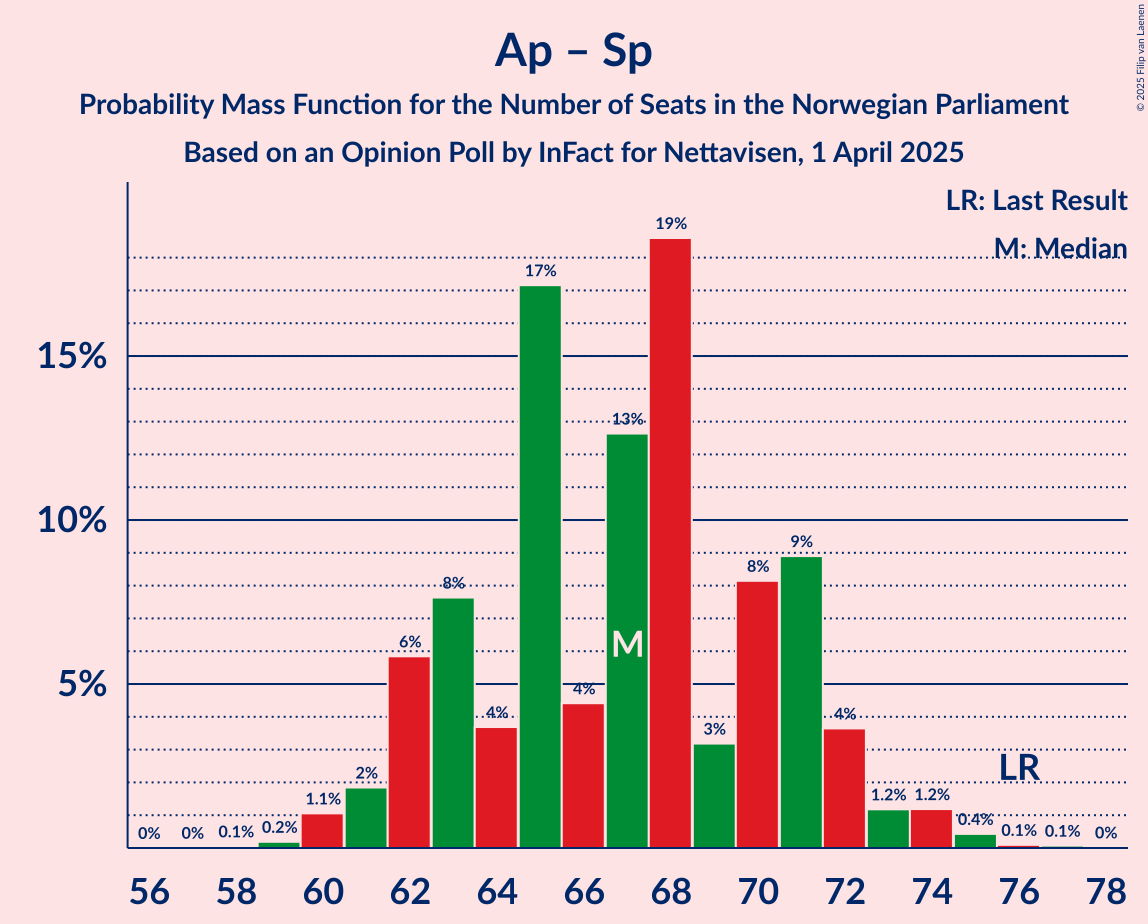 Ap – Sp
Probability Mass Function for the Number of Seats in the Norwegian Parliament
Based on an Opinion Poll by InFact for Nettavisen, 1 April 2025
© 2025 Filip van Laenen
LR: Last Result
M: Median
15%
10%
5%
0%
0%
0.1%
0.2%
1.1%
2%
6%
8%
4%
17%
4%
13%
19%
3%
8%
9%
4%
1.2%
1.2%
0.4%
0.1%
0.1%
0%
M
LR
56 58 60 62 64 66 68 70 72 74 76 78